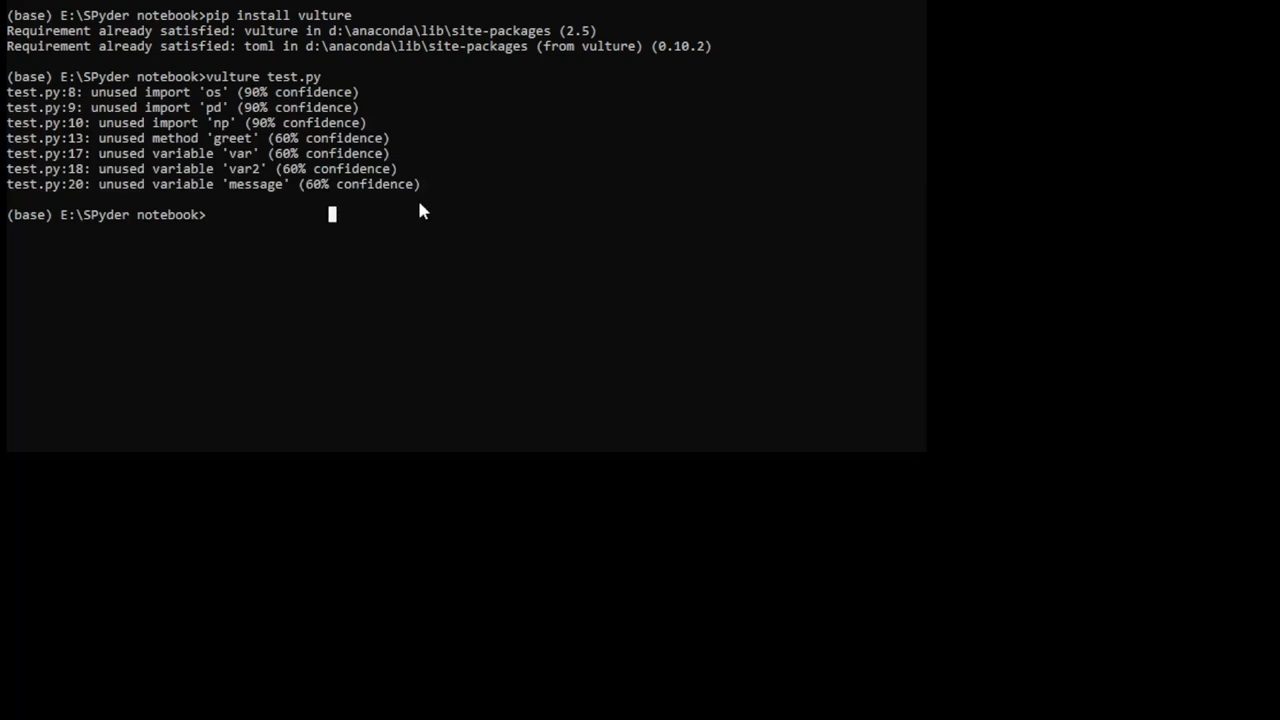 (base) E:\SPyder notebook>pip install vulture
Requirement already satisfied: vulture in d:\anaconda\lib\site-packages (2.5)
Requirement already satisfied: toml in d:\anaconda\lib\site-packages (from vulture) (0.10.2)
(base) E:\SPyder notebook>vulture test.py
test.py:8: unused import 'os' (90% confidence)
test.py:9: unused import 'pd' (90% confidence)
test.py:10: unused import 'np' (90% confidence)
test.py:13: unused method 'greet' (60% confidence)
test.py:17: unused variable 'var' (60% confidence)
test.py:18: unused variable 'var2' (60% confidence)
test.py:20: unused variable 'message' (60% confidence)
(base) E:\SPyder notebook>